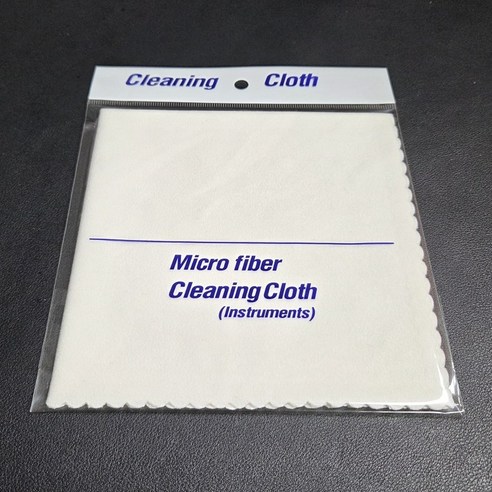 Cleaning Cloth
Micro fiber
Cleaning Cloth
(Instruments)